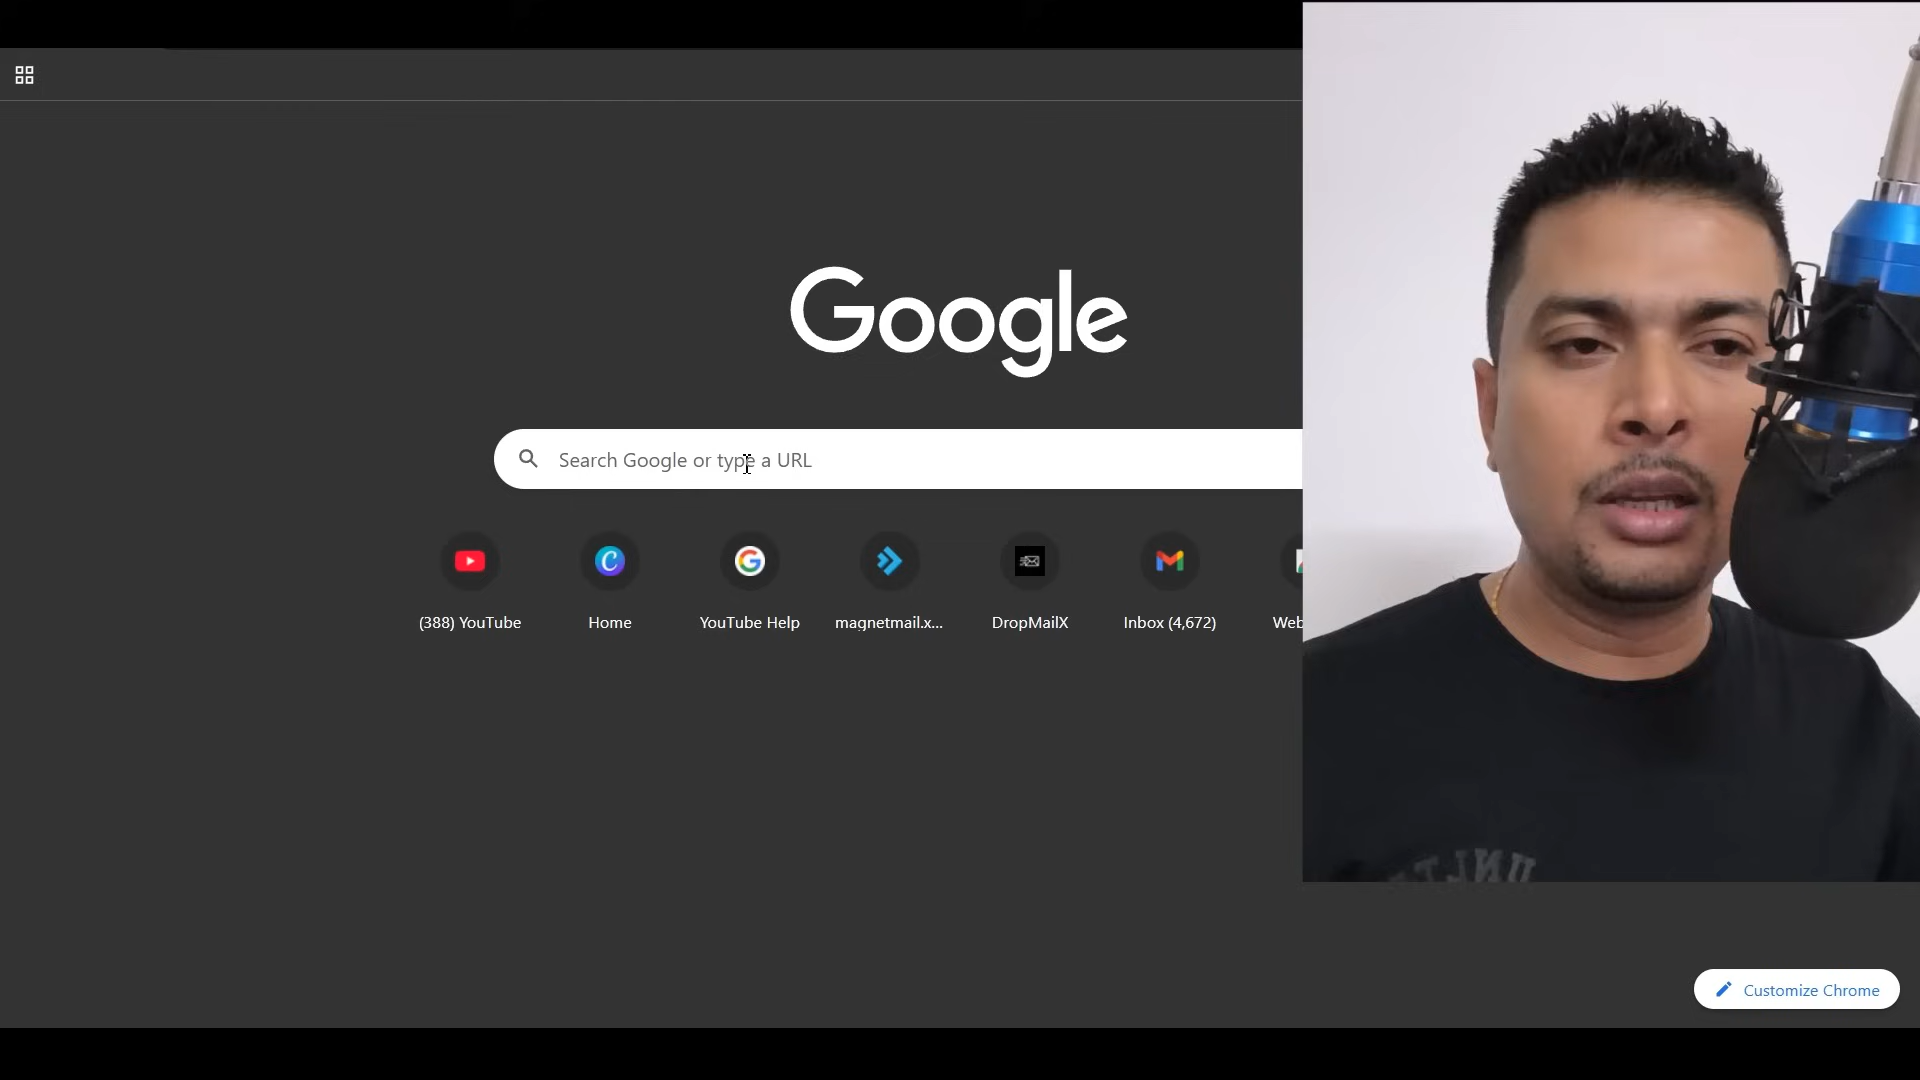 Google
Search Google or type a URL
(388) YouTube
Home
YouTube Help
magnetmail.x...
DropMailX
Inbox (4,672)
Web
Customize Chrome